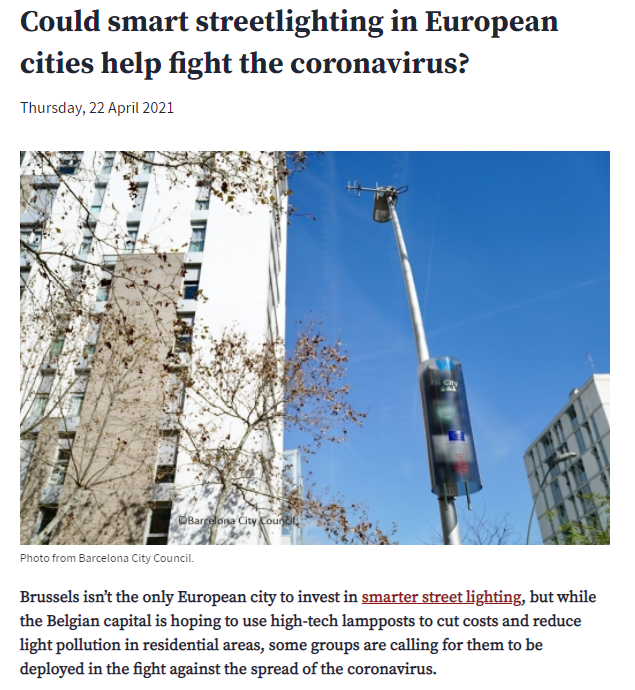 Could smart streetlighting in European
cities help fight the coronavirus?
Thursday, 22 April 2021
City
©Barcelona City Council
Photo from Barcelona City Council.
Brussels isn’t the only European city to invest in smarter street lighting, but while
the Belgian capital is hoping to use high-tech lampposts to cut costs and reduce
light pollution in residential areas, some groups are calling for them to be
deployed in the fight against the spread of the coronavirus.